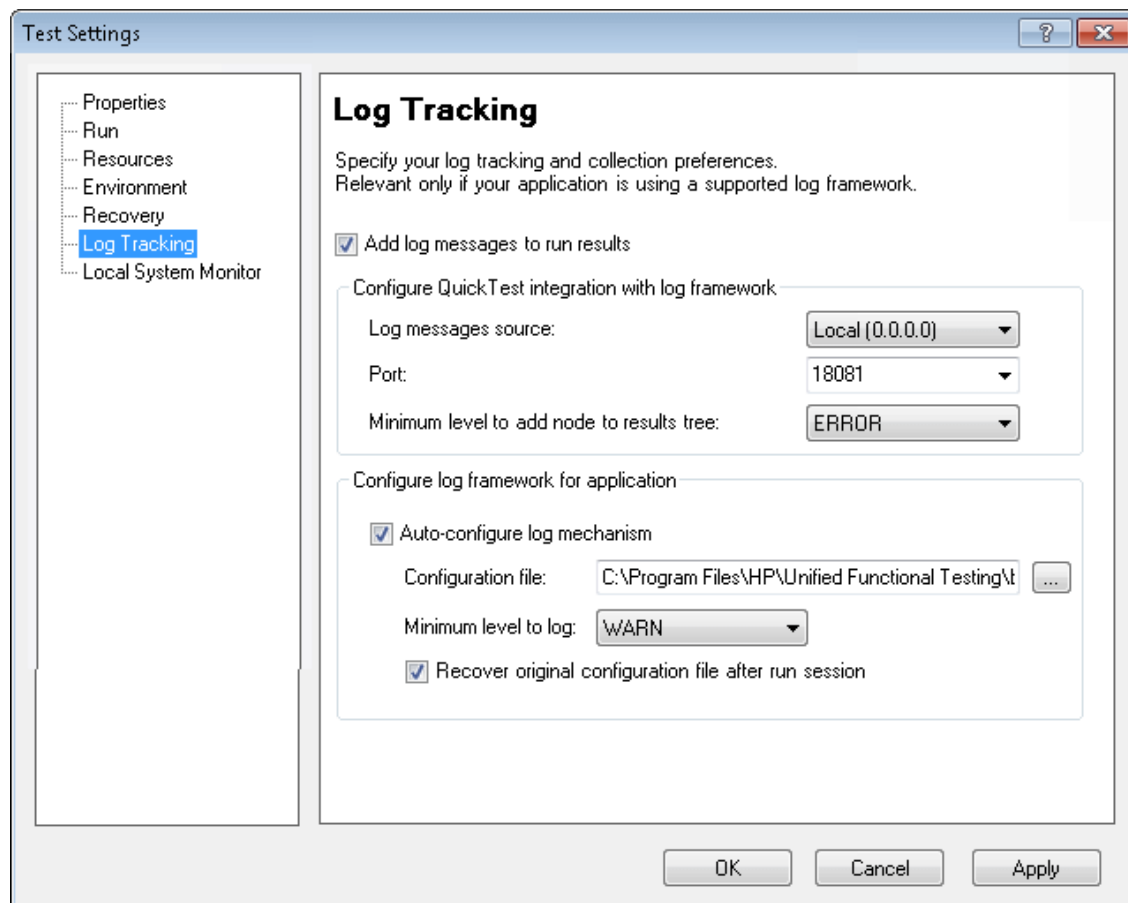 Test Settings
Properties
Run
Resources
Environment
Recovery
Log Tracking
Local System Monitor
Log Tracking
Specify your log tracking and collection preferences.
Relevant only if your application is using a supported log framework.
Add log messages to run results
Configure QuickTest integration with log framework
Log messages source: Local (0.0.0.0)
Port: 18081
Minimum level to add node to results tree: ERROR
Configure log framework for application
Auto-configure log mechanism
Configuration file: C:\Program Files\HP\Unified Functional Testing\t ...
Minimum level to log: WARN
Recover original configuration file after run session
OK Cancel Apply